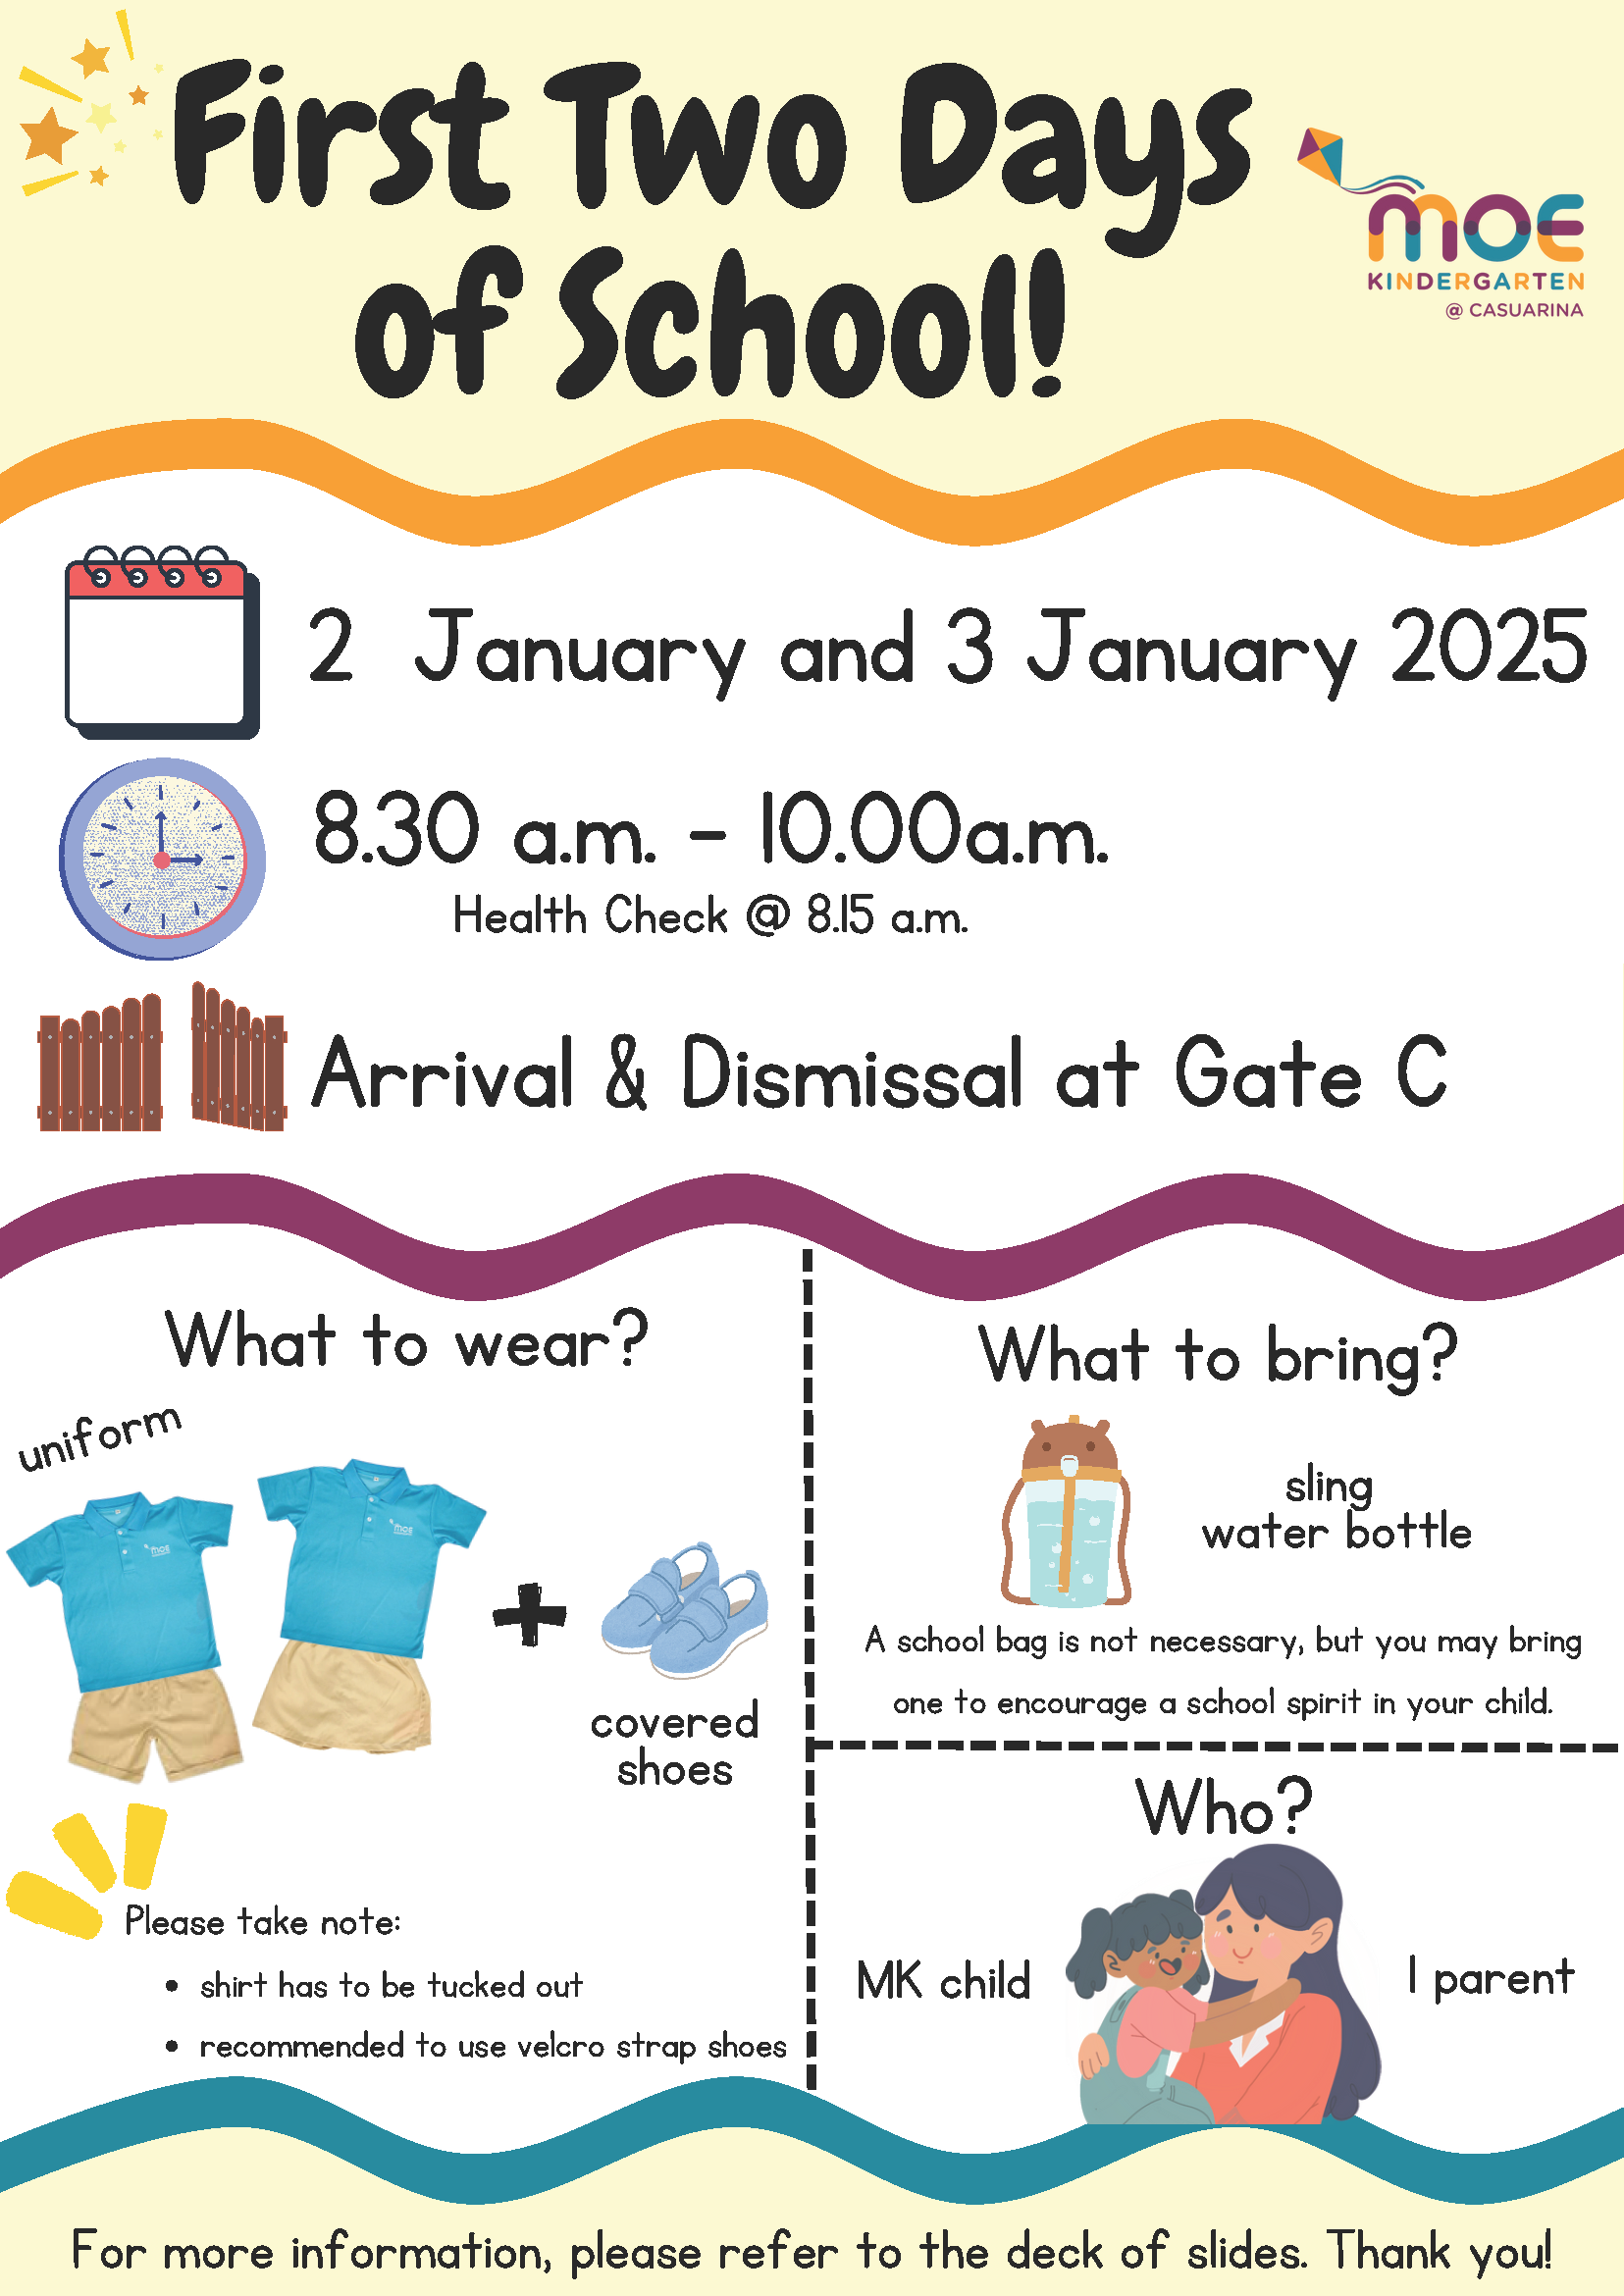 First Two Days
of School!
moe
KINDERGARTEN
@ CASUARINA
2 January and 3 January 2025
8.30 a.m. - 10.00a.m.
Health Check @ 8.15 a.m.
Arrival & Dismissal at Gate C
What to wear?
uniform
moe
moe
covered
shoes
Please take note:
• shirt has to be tucked out
• recommended to use velcro strap shoes
What to bring?
sling
water bottle
A school bag is not necessary, but you may bring
one to encourage a school spirit in your child.
Who?
MK child
1 parent
For more information, please refer to the deck of slides. Thank you!